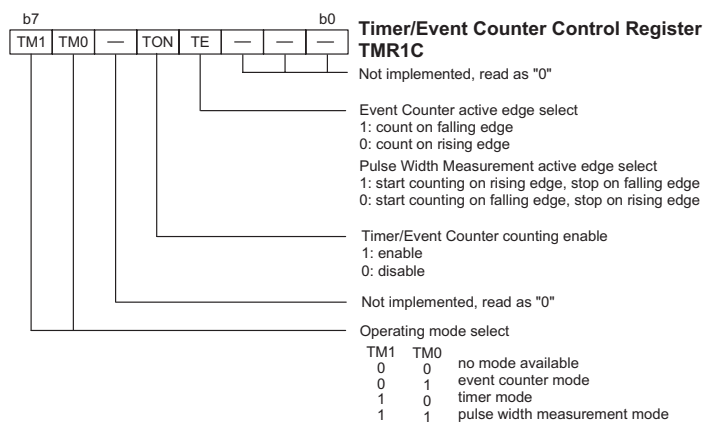 b7 b0
TM1 TM0 — TON TE — — —
Timer/Event Counter Control Register
TMR1C
Not implemented, read as "0"
Event Counter active edge select
1: count on falling edge
0: count on rising edge
Pulse Width Measurement active edge select
1: start counting on rising edge, stop on falling edge
0: start counting on falling edge, stop on rising edge
Timer/Event Counter counting enable
1: enable
0: disable
Not implemented, read as "0"
Operating mode select
TM1 TM0
0 0 no mode available
0 1 event counter mode
1 0 timer mode
1 1 pulse width measurement mode